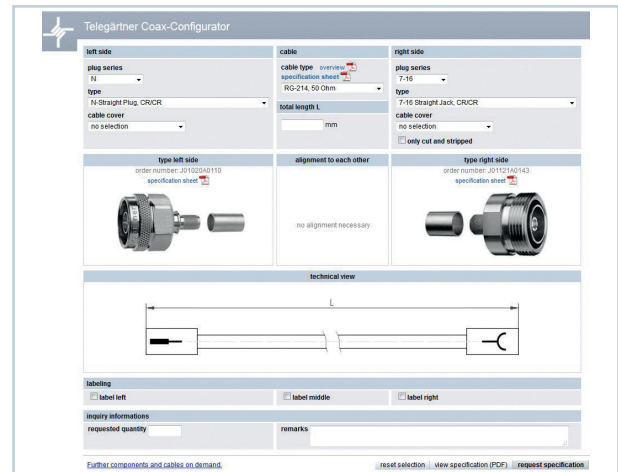 Telegärtner Coax-Configurator
left side
cable
right side
plug series
N
type
N-Straight Plug, CR/CR
cable cover
no selection
cable type overview
specification sheet
RG-214, 50 Ohm
total length L
mm
plug series
7-16
type
7-16 Straight Jack, CR/CR
cable cover
no selection
only cut and stripped
type left side
alignment to each other
type right side
order number: J01020A0110
specification sheet
no alignment necessary
order number: J01121A0143
specification sheet
technical view
L
labeling
label left
label middle
label right
inquiry informations
requested quantity
remarks
Further components and cables on demand.
reset selection
view specification (PDF)
request specification